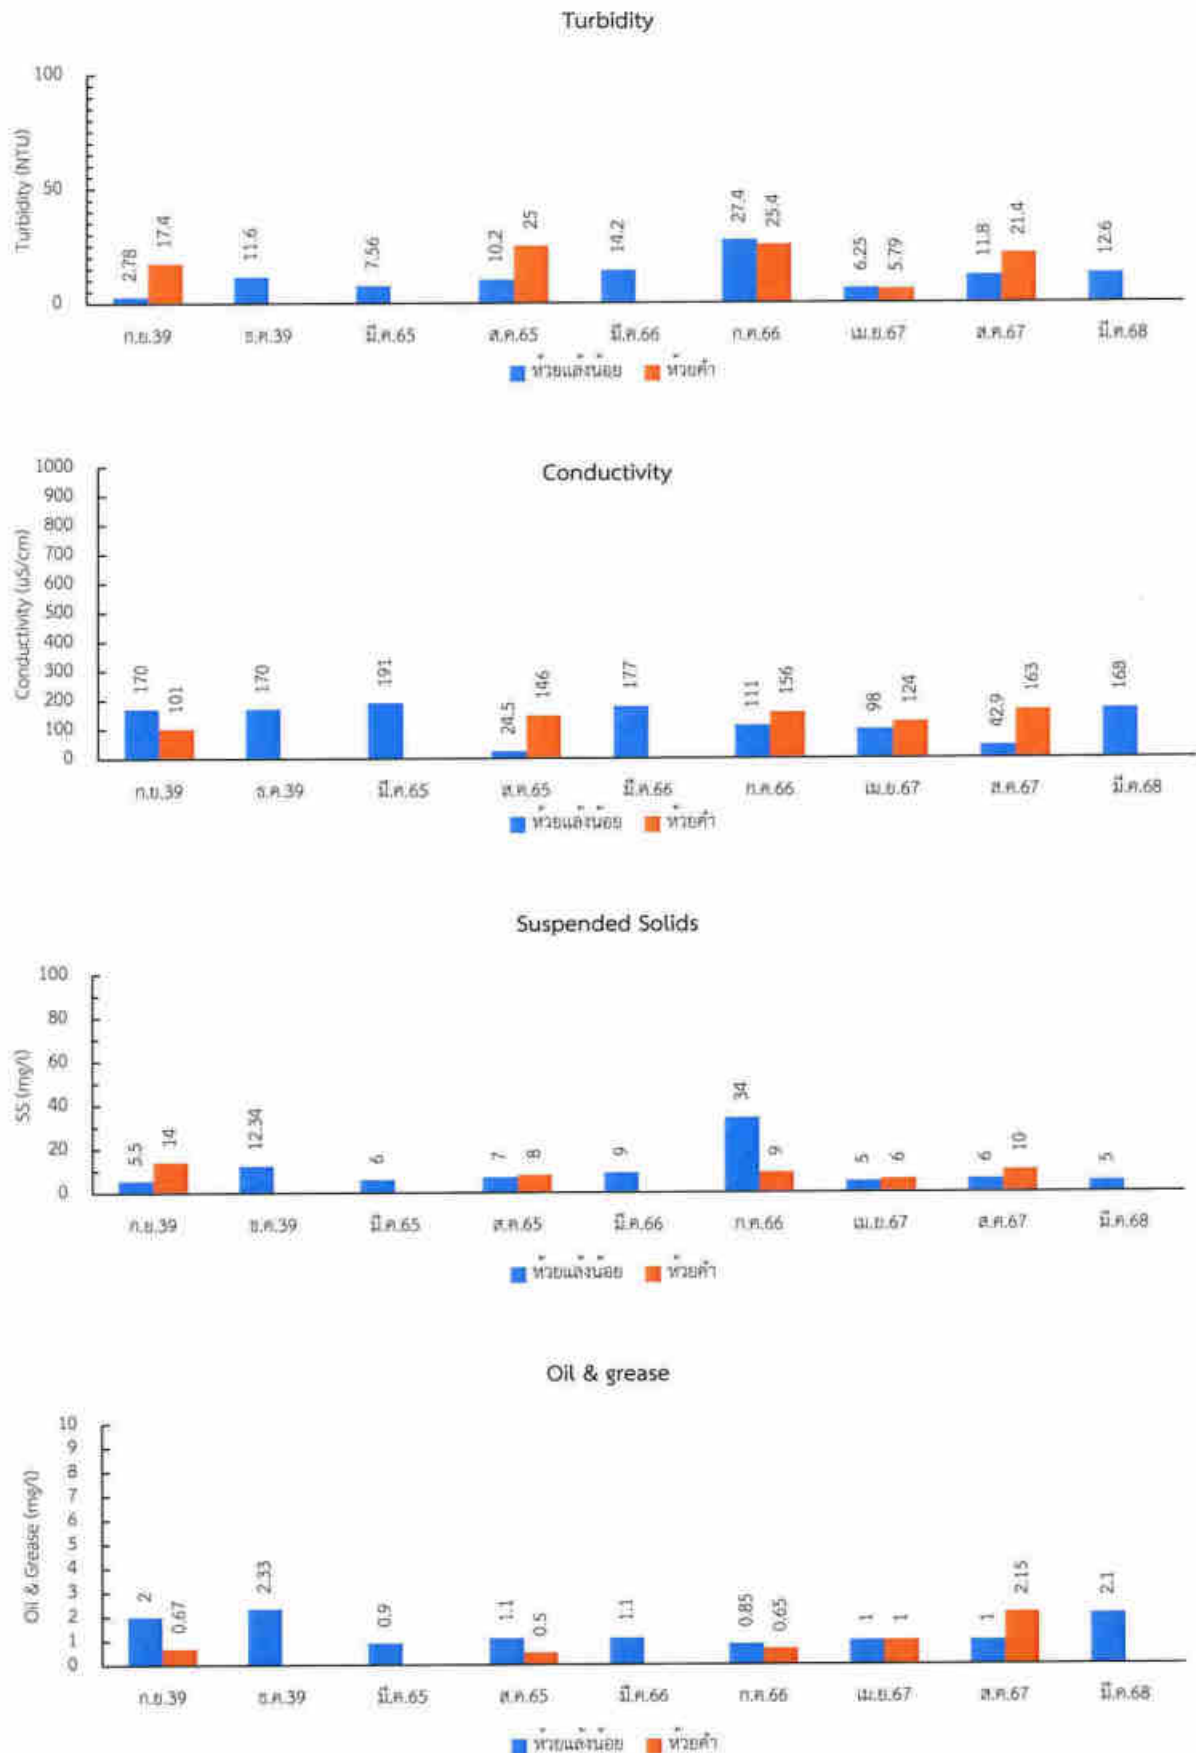 Turbidity
100
50
0
Turbidity (NTU)
2.78 17.4 11.6 7.56 10.2 25 14.2 27.4 25.4 6.25 5.79 11.8 21.4 12.6
ก.ย.39 ธ.ค.39 มี.ค.65 ส.ค.65 มี.ค.66 ก.ค.66 เม.ย.67 ส.ค.67 มี.ค.68
ห้วยแล้งน้อย ห้วยคำ
Conductivity
1000
900
800
700
600
500
400
300
200
100
0
Conductivity (uS/cm)
170 101 170 191 24.5 146 177 111 156 98 124 42.9 163 168
ก.ย.39 ธ.ค.39 มี.ค.65 ส.ค.65 มี.ค.66 ก.ค.66 เม.ย.67 ส.ค.67 มี.ค.68
ห้วยแล้งน้อย ห้วยคำ
Suspended Solids
100
80
60
40
20
0
SS (mg/l)
5.5 14 12.34 6 7 8 9 34 9 5 6 6 10 5
ก.ย.39 ธ.ค.39 มี.ค.65 ส.ค.65 มี.ค.66 ก.ค.66 เม.ย.67 ส.ค.67 มี.ค.68
ห้วยแล้งน้อย ห้วยคำ
Oil & grease
10
9
8
7
6
5
4
3
2
1
0
Oil & Grease (mg/l)
2 0.67 2.33 0.9 1.1 0.5 1.1 0.85 0.65 1 1 1 2.15 2.1
ก.ย.39 ธ.ค.39 มี.ค.65 ส.ค.65 มี.ค.66 ก.ค.66 เม.ย.67 ส.ค.67 มี.ค.68
ห้วยแล้งน้อย ห้วยคำ